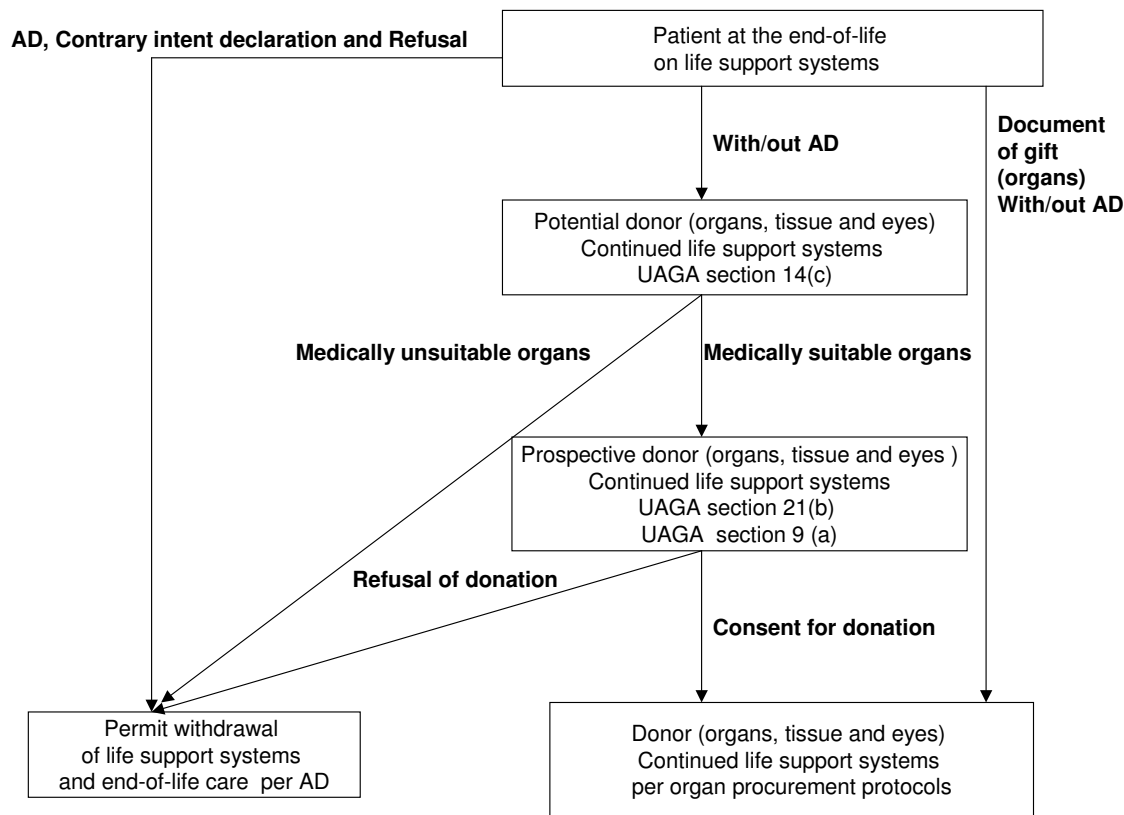 AD, Contrary intent declaration and Refusal
Patient at the end-of-life
on life support systems
With/out AD
Document
of gift
(organs)
With/out AD
Potential donor (organs, tissue and eyes)
Continued life support systems
UAGA section 14(c)
Medically unsuitable organs
Medically suitable organs
Prospective donor (organs, tissue and eyes )
Continued life support systems
UAGA section 21(b)
UAGA section 9 (a)
Refusal of donation
Consent for donation
Permit withdrawal
of life support systems
and end-of-life care per AD
Donor (organs, tissue and eyes)
Continued life support systems
per organ procurement protocols